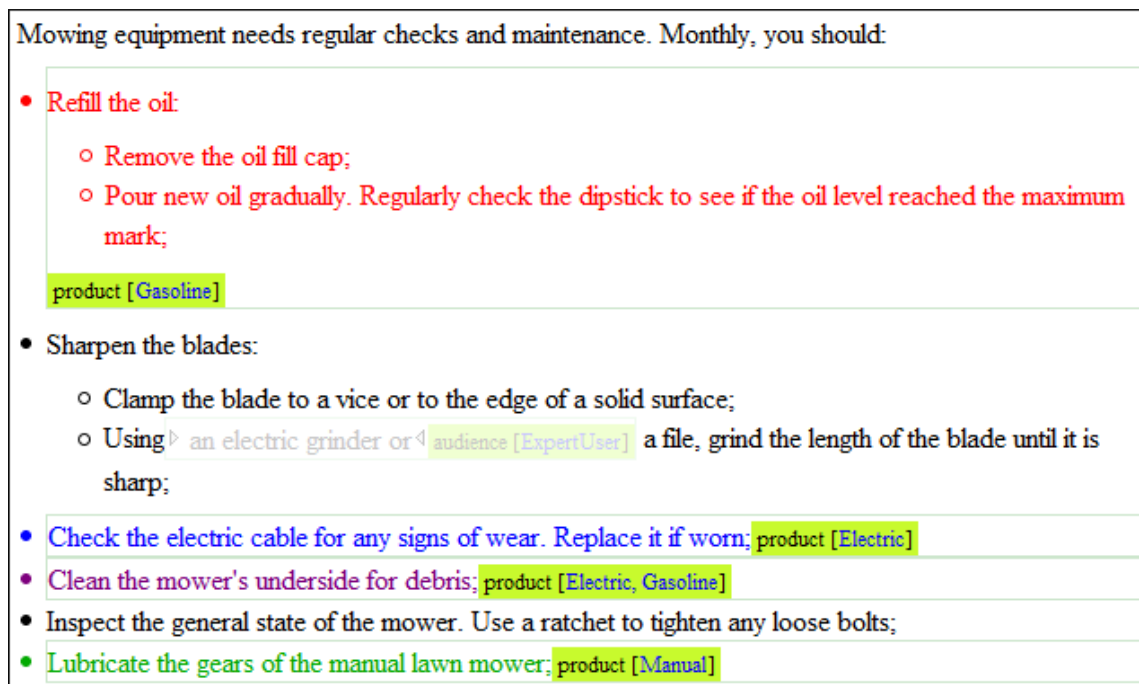 Mowing equipment needs regular checks and maintenance. Monthly, you should:
Refill the oil:
Remove the oil fill cap;
Pour new oil gradually. Regularly check the dipstick to see if the oil level reached the maximum
mark;
product [Gasoline]
Sharpen the blades:
Clamp the blade to a vice or to the edge of a solid surface;
Using an electric grinder or audience [ExpertUser] a file, grind the length of the blade until it is
sharp;
Check the electric cable for any signs of wear. Replace it if worn; product [Electric]
Clean the mower's underside for debris; product [Electric, Gasoline]
Inspect the general state of the mower. Use a ratchet to tighten any loose bolts;
Lubricate the gears of the manual lawn mower; product [Manual]